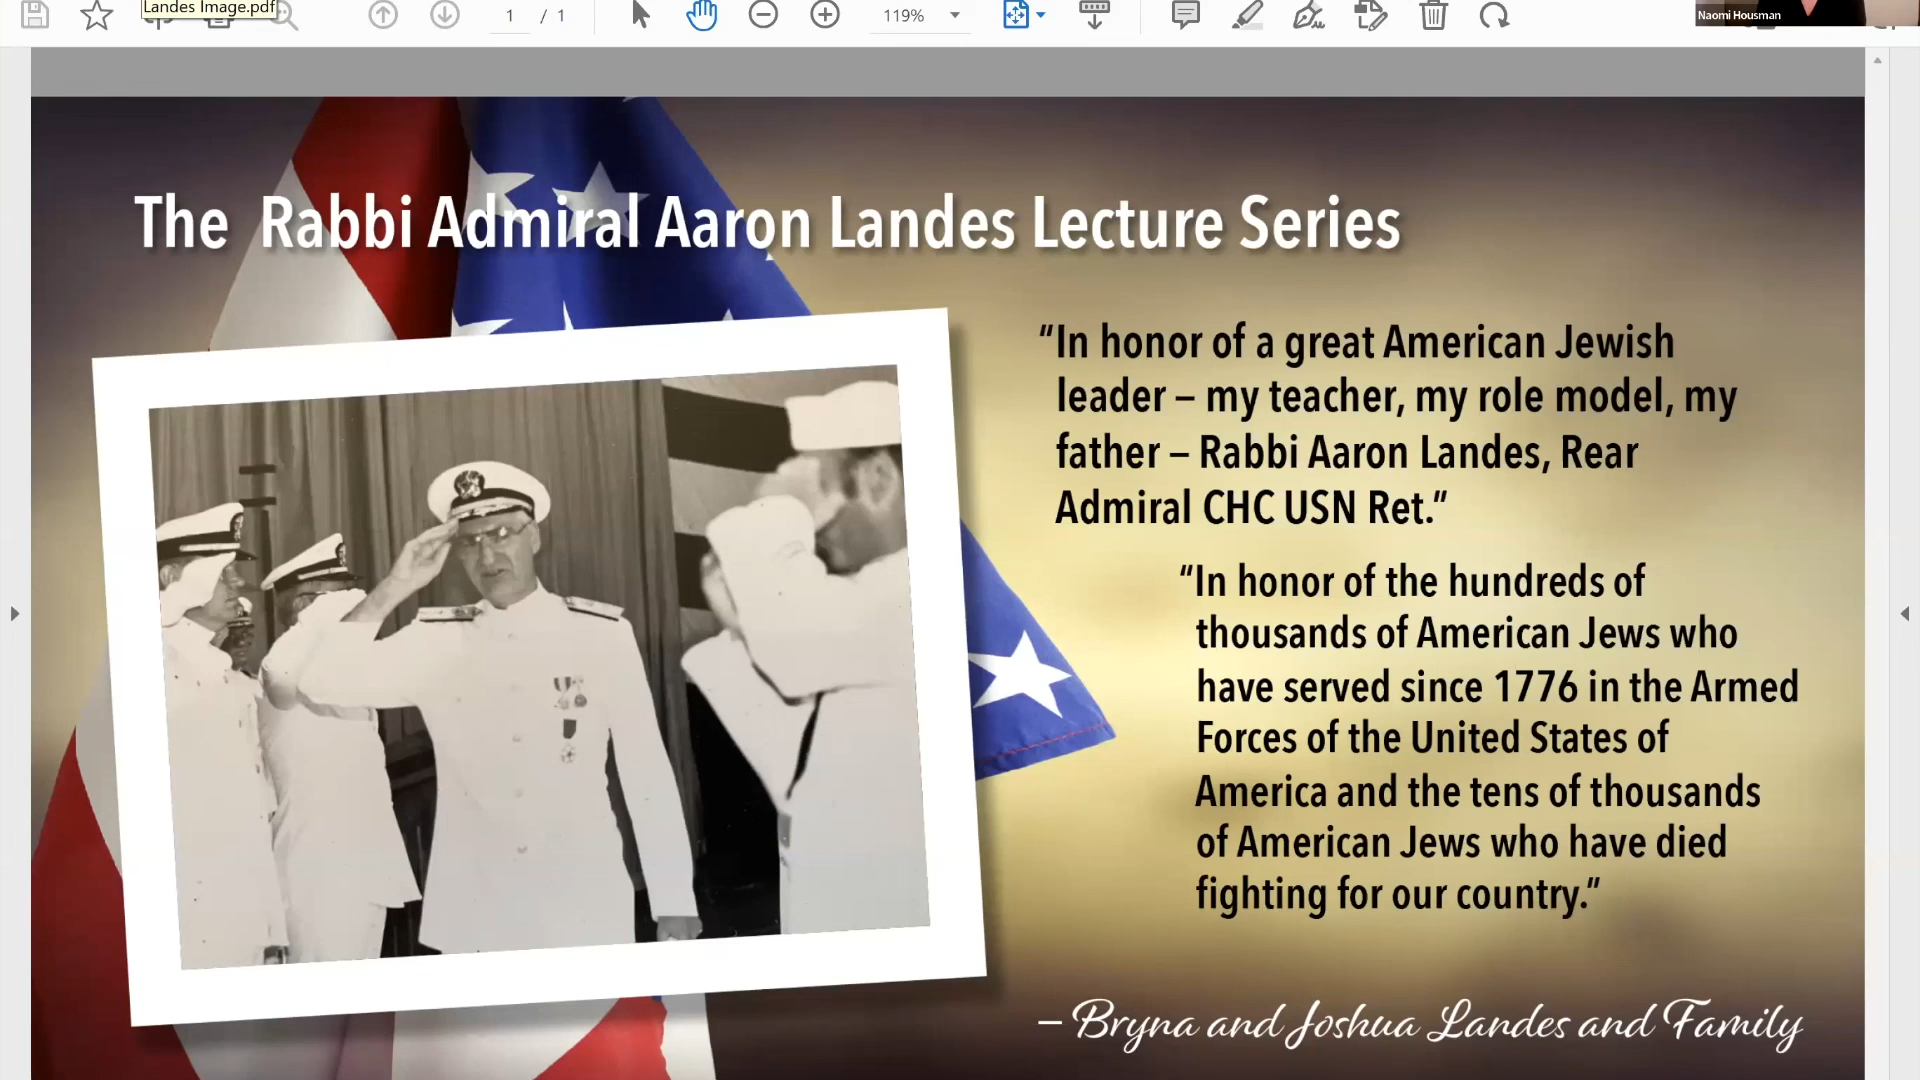 Landes Image.pdf
1 / 1
119%
Naomi Housman
The Rabbi Admiral Aaron Landes Lecture Series
“In honor of a great American Jewish
leader – my teacher, my role model, my
father – Rabbi Aaron Landes, Rear
Admiral CHC USN Ret.”
“In honor of the hundreds of
thousands of American Jews who
have served since 1776 in the Armed
Forces of the United States of
America and the tens of thousands
of American Jews who have died
fighting for our country.”
– Bryna and Joshua Landes and Family